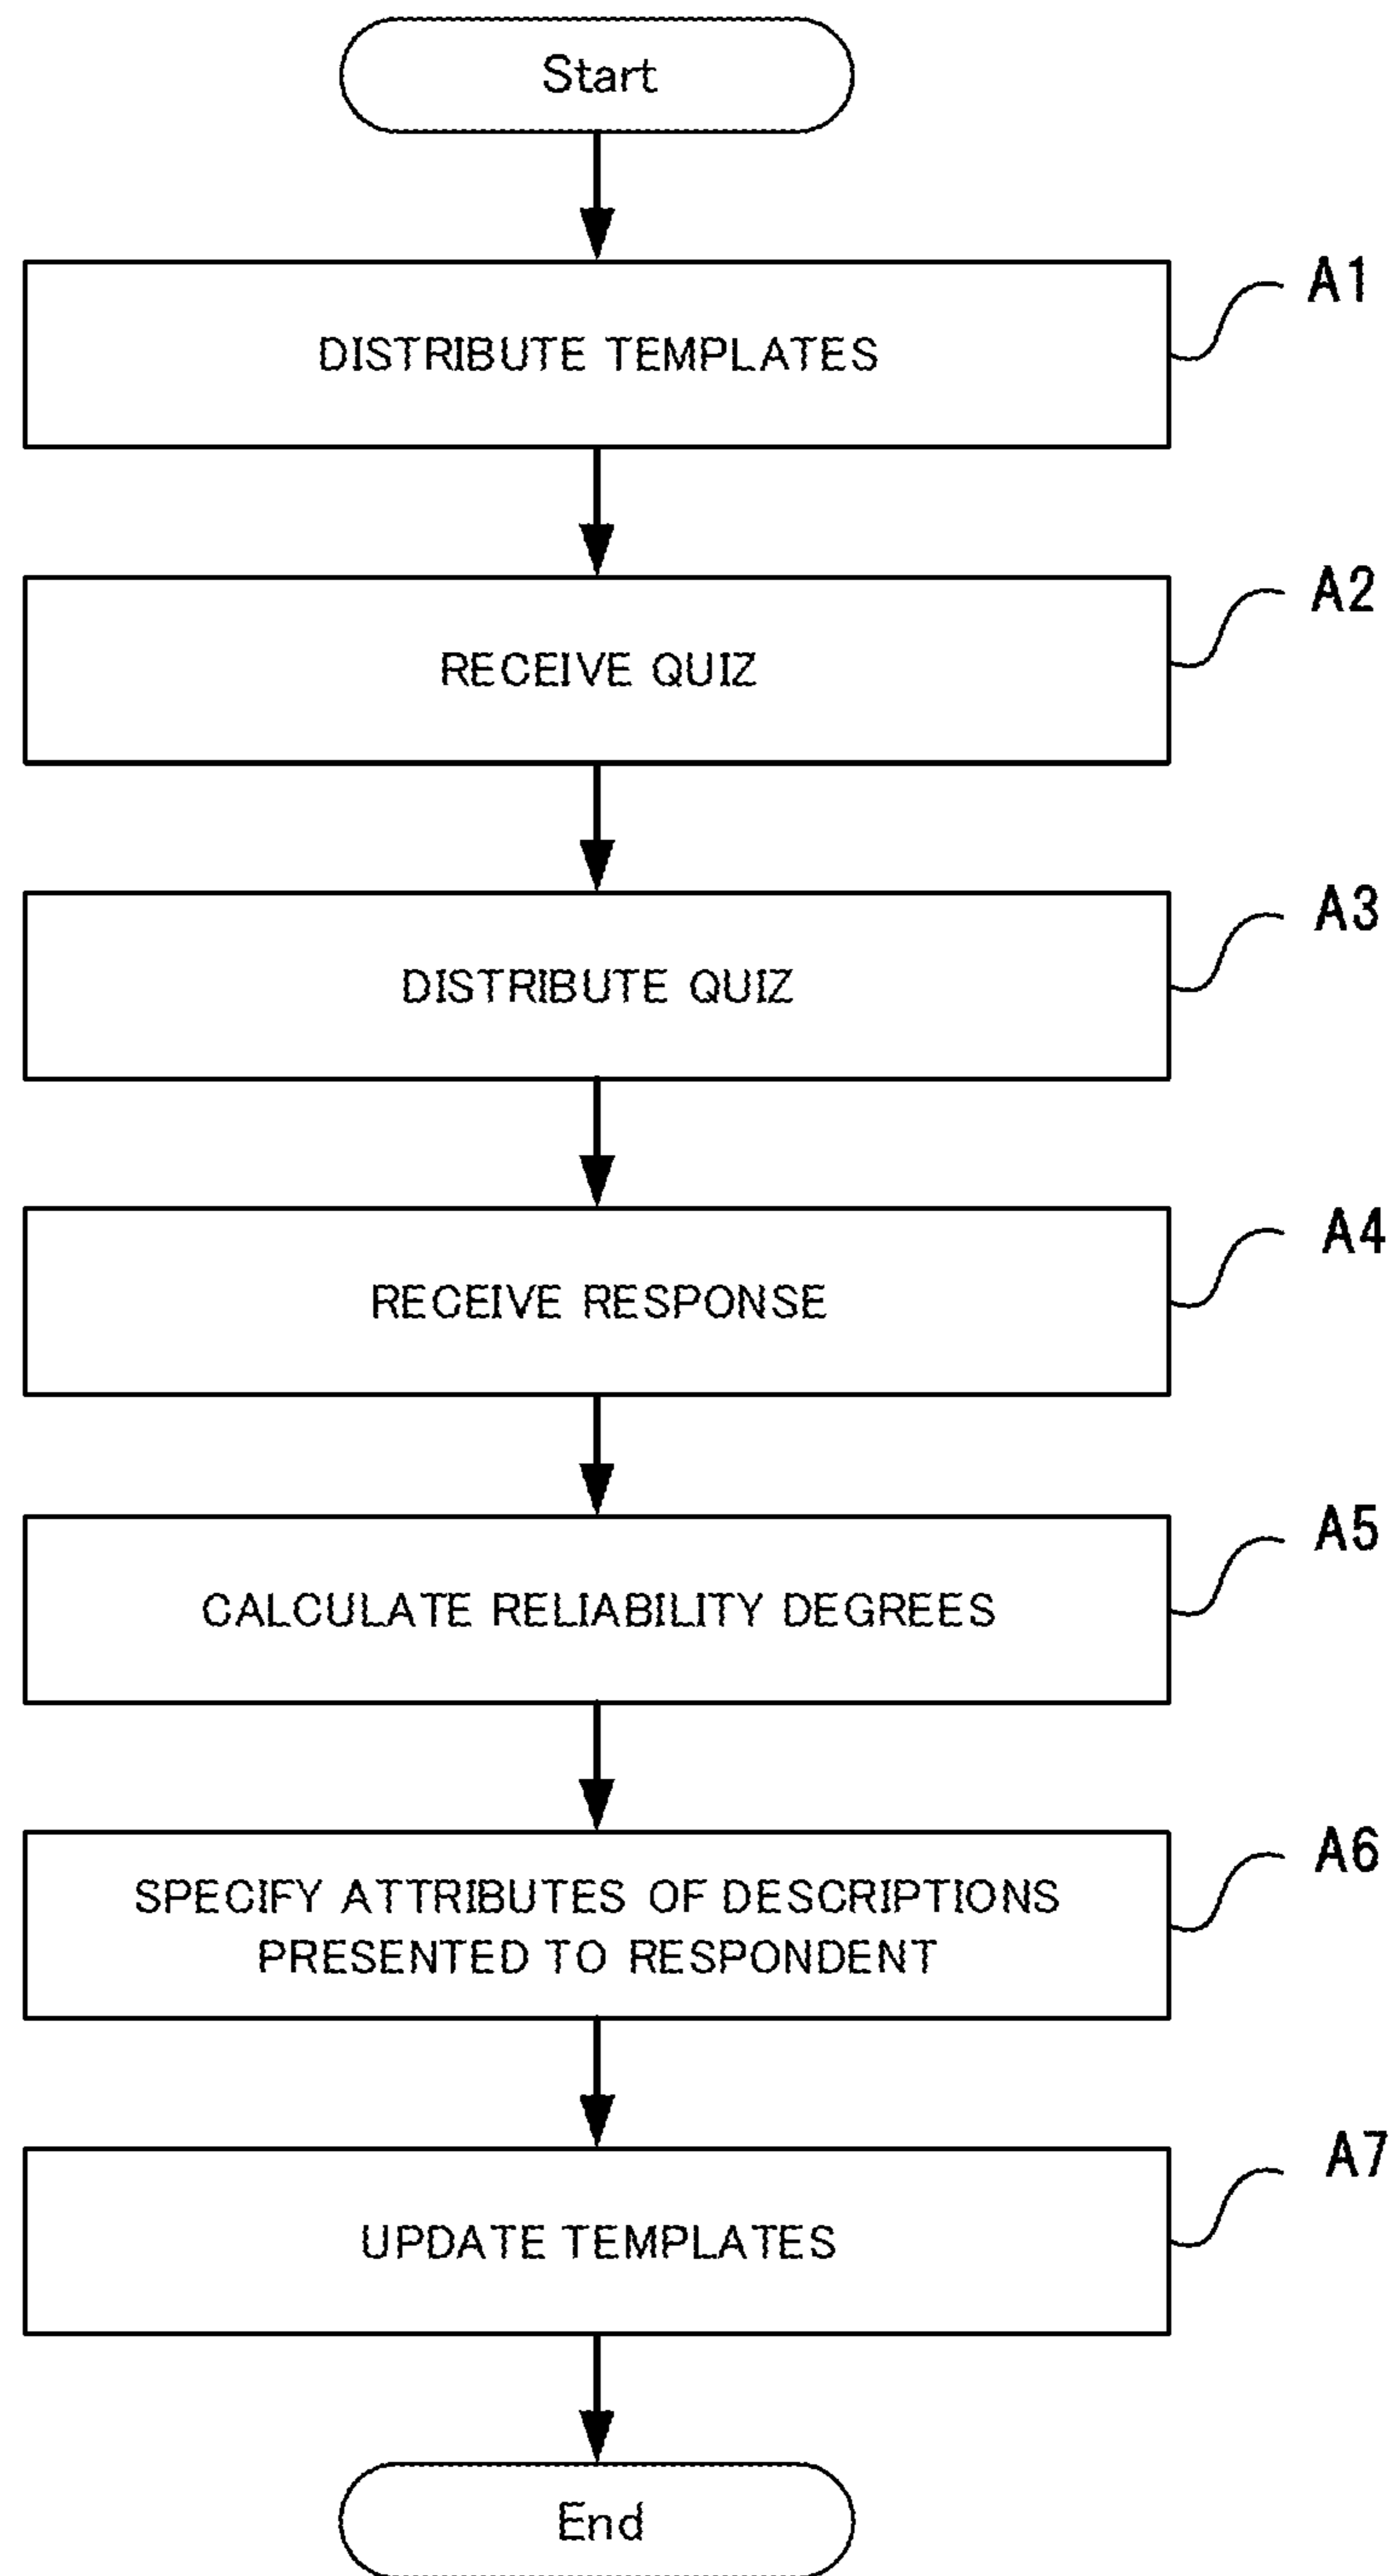 Start
DISTRIBUTE TEMPLATES
A1
RECEIVE QUIZ
A2
DISTRIBUTE QUIZ
A3
RECEIVE RESPONSE
A4
CALCULATE RELIABILITY DEGREES
A5
SPECIFY ATTRIBUTES OF DESCRIPTIONS
PRESENTED TO RESPONDENT
A6
UPDATE TEMPLATES
A7
End